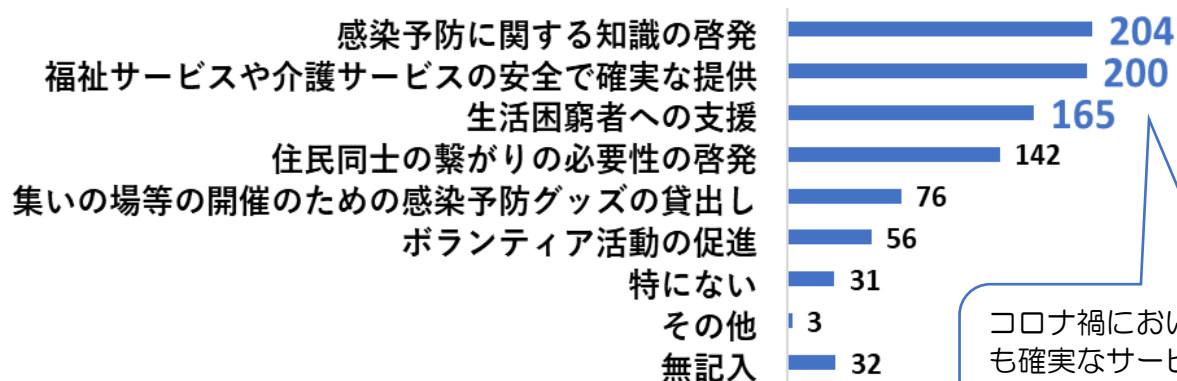 感染予防に関する知識の啓発 204
福祉サービスや介護サービスの安全で確実な提供 200
生活困窮者への支援 165
住民同士の繋がりの必要性の啓発 142
集いの場等の開催のための感染予防グッズの貸出し 76
ボランティア活動の促進 56
特にない 31
その他 3
無記入 32
コロナ禍におい
も確実なサービ